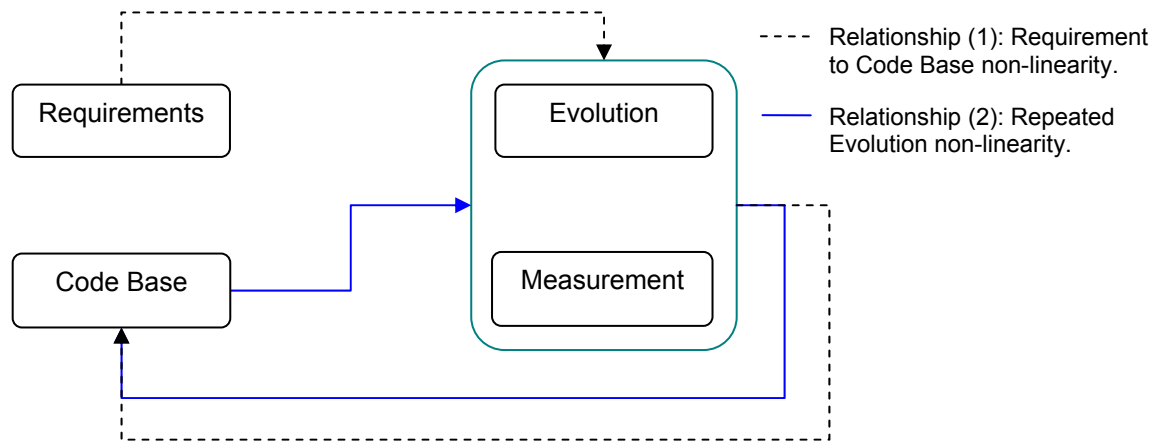 Relationship (1): Requirement
to Code Base non-linearity.
Requirements
Evolution
Relationship (2): Repeated
Evolution non-linearity.
Code Base
Measurement